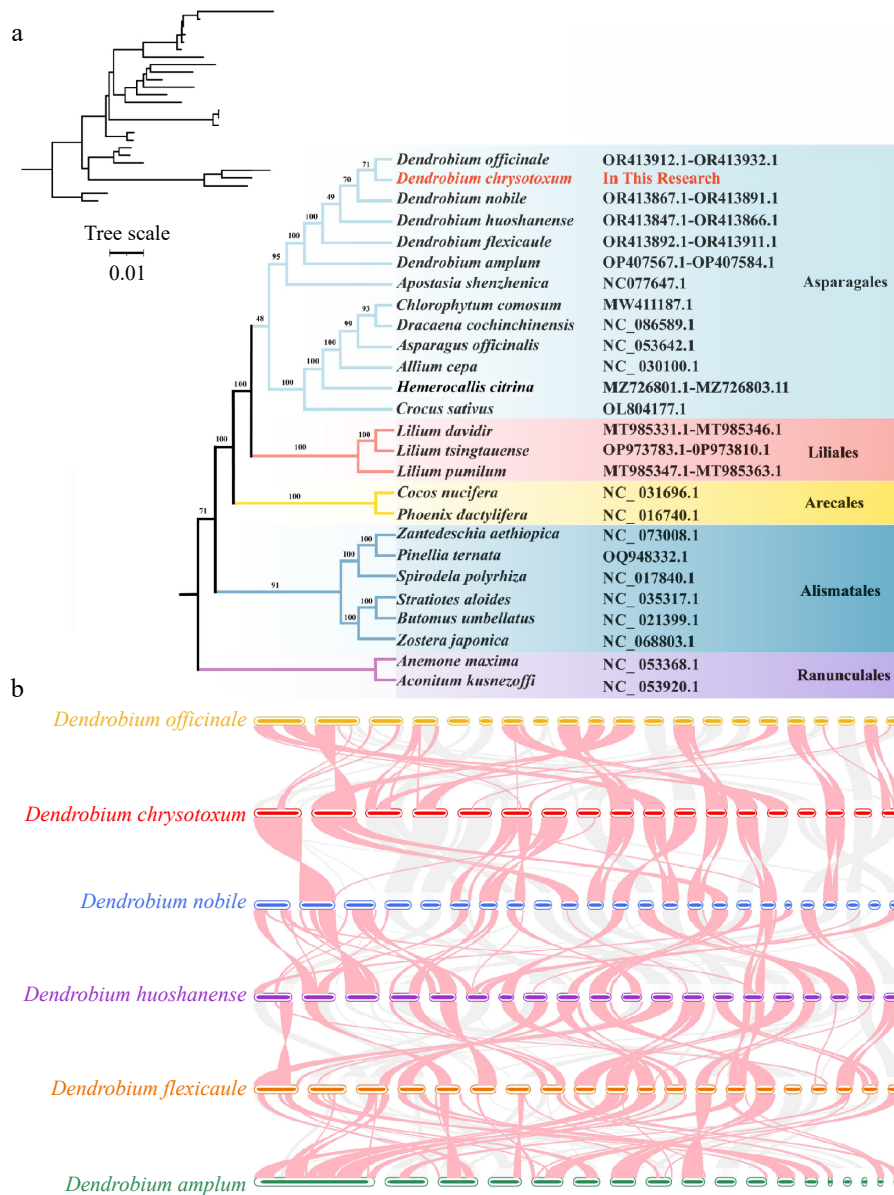 a
Tree scale
0.01
71
Dendrobium officinale OR413912.1-OR413932.1
Dendrobium chrysotoxum In This Research
70
Dendrobium nobile OR413867.1-OR413891.1
49
Dendrobium huoshanense OR413847.1-OR413866.1
100
Dendrobium flexicaule OR413892.1-OR413911.1
100
Dendrobium amplum OP407567.1-OP407584.1
95
Apostasia shenzhenica NC077647.1
Asparagales
48
93
Chlorophytum comosum MW411187.1
99
Dracaena cochinchinensis NC_086589.1
100
Asparagus officinalis NC_053642.1
100
Allium cepa NC_ 030100.1
100
Hemerocallis citrina MZ726801.1-MZ726803.11
100
Crocus sativus OL804177.1
Lilium davidir MT985331.1-MT985346.1
100
100
Lilium tsingtauense OP973783.1-0P973810.1
Liliales
Lilium pumilum MT985347.1-MT985363.1
100
Cocos nucifera NC_ 031696.1
100
Arecales
Phoenix dactylifera NC_ 016740.1
71
Zantedeschia aethiopica NC_ 073008.1
100
Pinellia ternata OQ948332.1
100
Spirodela polyrhiza NC_017840.1
91
Alismatales
Stratiotes aloides NC_ 035317.1
100
Butomus umbellatus NC_ 021399.1
100
Zostera japonica NC_ 068803.1
Anemone maxima NC_ 053368.1
Ranunculales
Aconitum kusnezoffi NC_ 053920.1
b
Dendrobium officinale
Dendrobium chrysotoxum
Dendrobium nobile
Dendrobium huoshanense
Dendrobium flexicaule
Dendrobium amplum